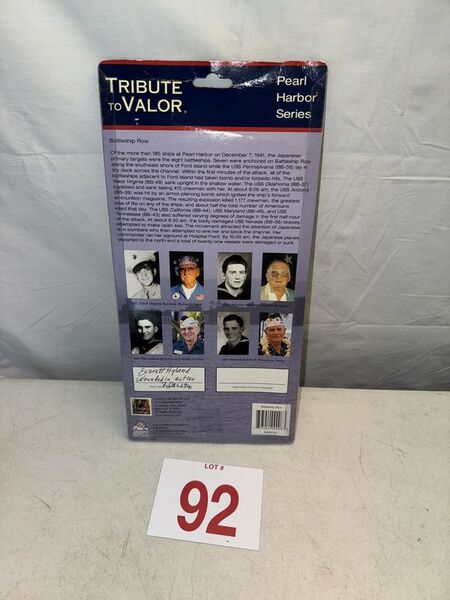 TRIBUTE
TO VALOR®
Pearl
Harbor
Series
Battleship Row
Of the more than 185 ships at Pearl Harbor on December 7, 1941, the Japanese
primary targets were the eight battleships. Seven were anchored on Battleship Row
along the southeast shore of Ford Island while the USS Pennsylvania (BB-38) lay in
dry dock across the channel. Within the first minutes of the attack, all of the
battleships adjacent to Ford Island had taken bomb and/or torpedo hits. The USS
West Virginia (BB-48) sank upright in the shallow water. The USS Oklahoma (BB-37)
capsized and sank taking 415 crewman with her. At about 8:08 am, the USS Arizona
(BB-39) was hit by an armor-piercing bomb which ignited the ship's forward
ammunition magazine. The resulting explosion killed 1,177 crewman, the greatest
loss of life on any of the ships, and about half the total number of Americans
killed that day. The USS California (BB-44), USS Maryland (BB-46), and USS
Tennessee (BB-43) also suffered varying degrees of damage in the first half-hour
of the attack. At about 8:30 am, the badly damaged USS Nevada (BB-36) bravely
attempted to make open sea. The movement attracted the attention of Japanese
dive bombers who then attempted to sink her and block the channel. Her
commander ran her aground at Hospital Point. By 10:00 am, the Japanese planes
departed to the north and a total of twenty-one vessels were damaged or sunk.
Everett Hyland
Wounded in action
Battleship Row
LOT #
92